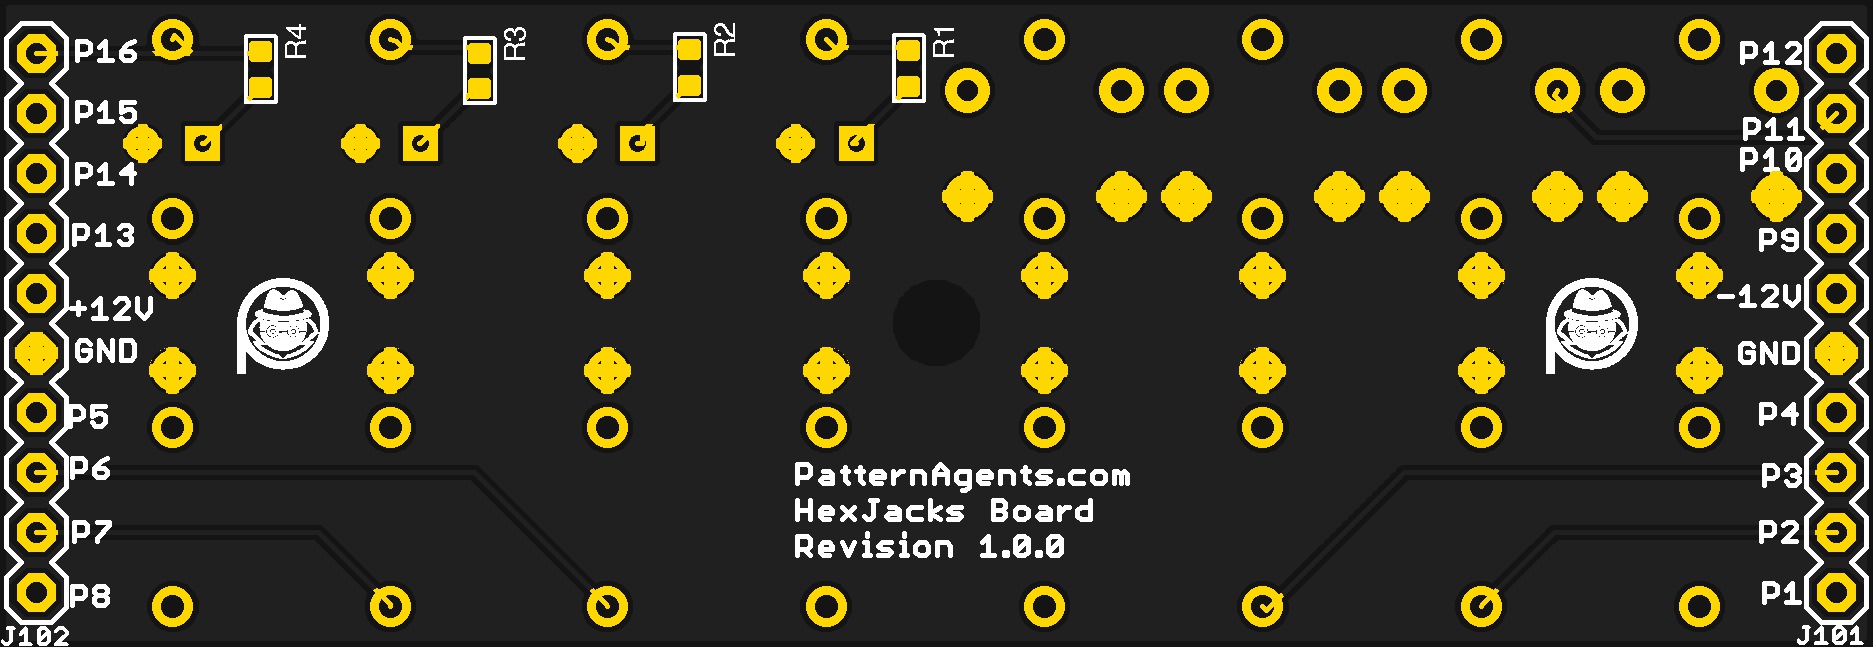 R4
R3
R2
R1
P16
P15
P14
P13
+12V
GND
P5
P6
P7
P8
J102
PatternAgents.com
HexJacks Board
Revision 1.0.0
P12
P11
P10
P9
-12V
GND
P4
P3
P2
P1
J101